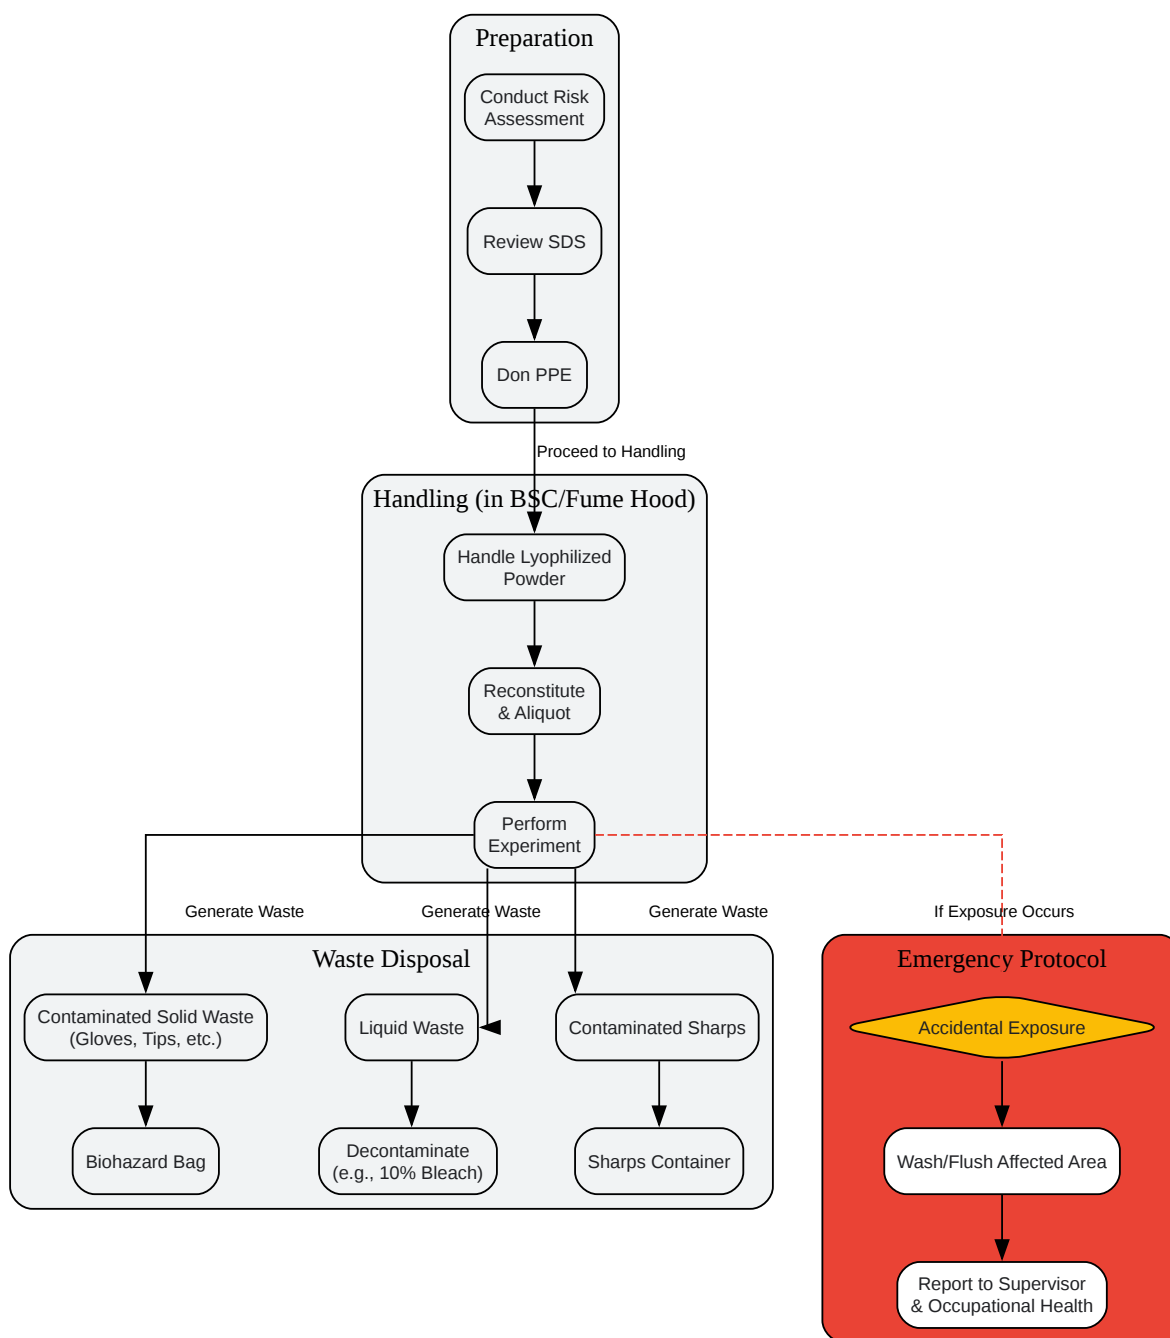 Preparation
Conduct Risk
Assessment
Review SDS
Don PPE
Proceed to Handling
Handling (in BSC/Fume Hood)
Handle Lyophilized
Powder
Reconstitute
& Aliquot
Perform
Experiment
Generate Waste
Generate Waste
Generate Waste
If Exposure Occurs
Waste Disposal
Contaminated Solid Waste
(Gloves, Tips, etc.)
Liquid Waste
Contaminated Sharps
Biohazard Bag
Decontaminate
(e.g., 10% Bleach)
Sharps Container
Emergency Protocol
Accidental Exposure
Wash/Flush Affected Area
Report to Supervisor
& Occupational Health